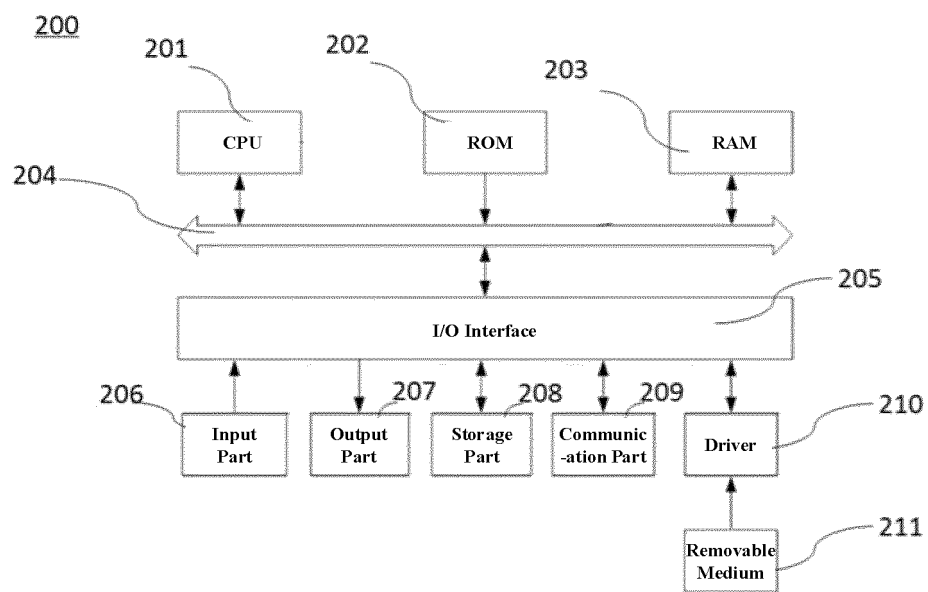 200
201
202
203
CPU
ROM
RAM
204
205
I/O Interface
206
207
208
209
210
Input
Part
Output
Part
Storage
Part
Communic
-ation Part
Driver
211
Removable
Medium